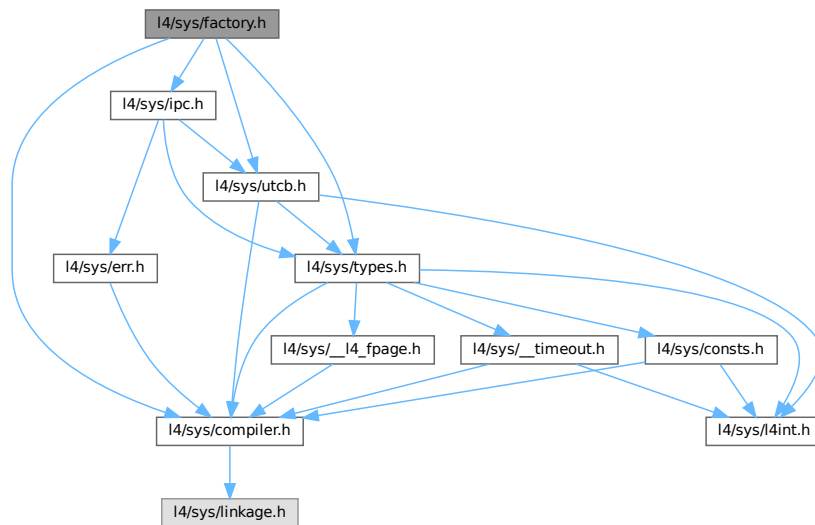 l4/sys/factory.h
l4/sys/ipc.h
l4/sys/utcb.h
l4/sys/err.h
l4/sys/types.h
l4/sys/__l4_fpage.h
l4/sys/__timeout.h
l4/sys/consts.h
l4/sys/compiler.h
l4/sys/l4int.h
l4/sys/linkage.h